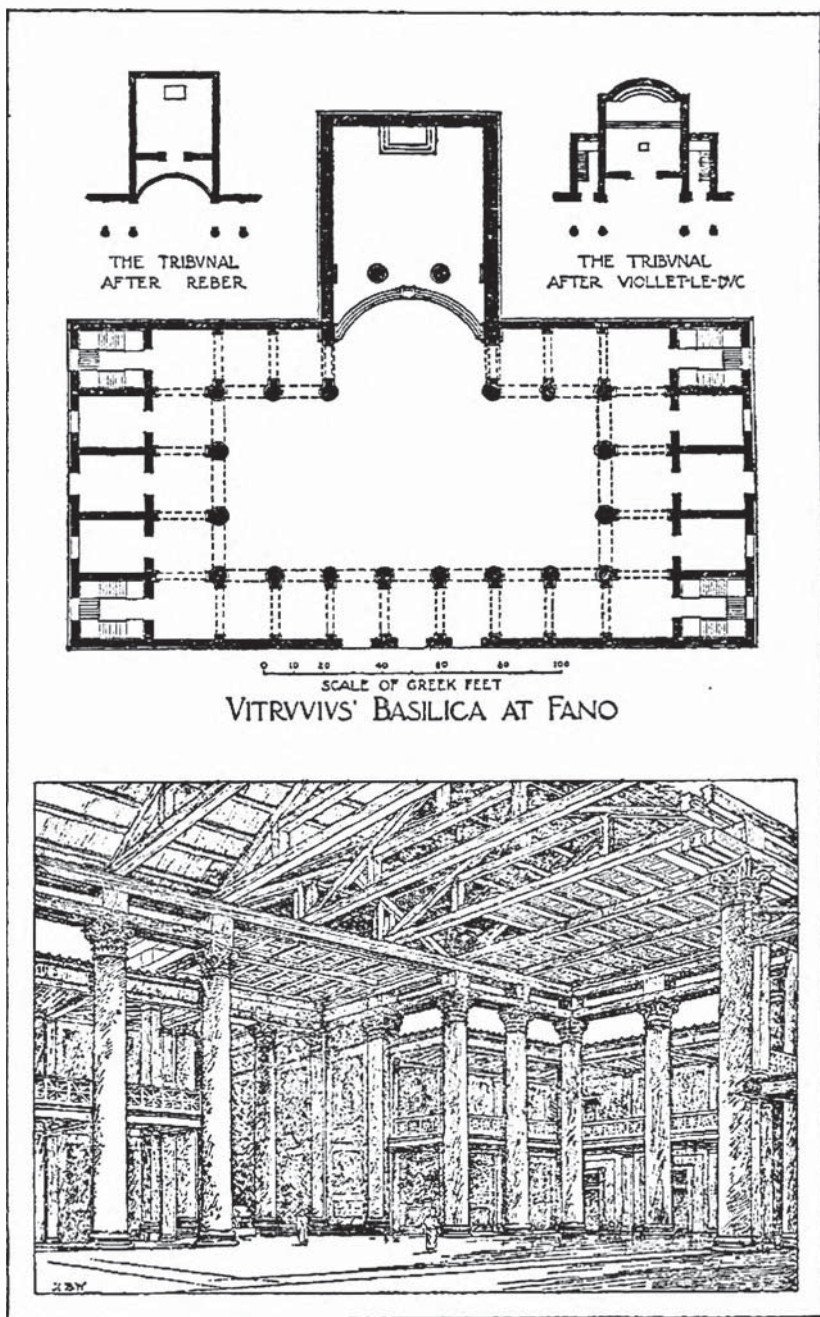 THE TRIBVNAL
AFTER REBER
THE TRIBVNAL
AFTER VIOLLET-LE-DVC
0 10 20 40 60 80 100
SCALE OF GREEK FEET
VITRVVIVS' BASILICA AT FANO